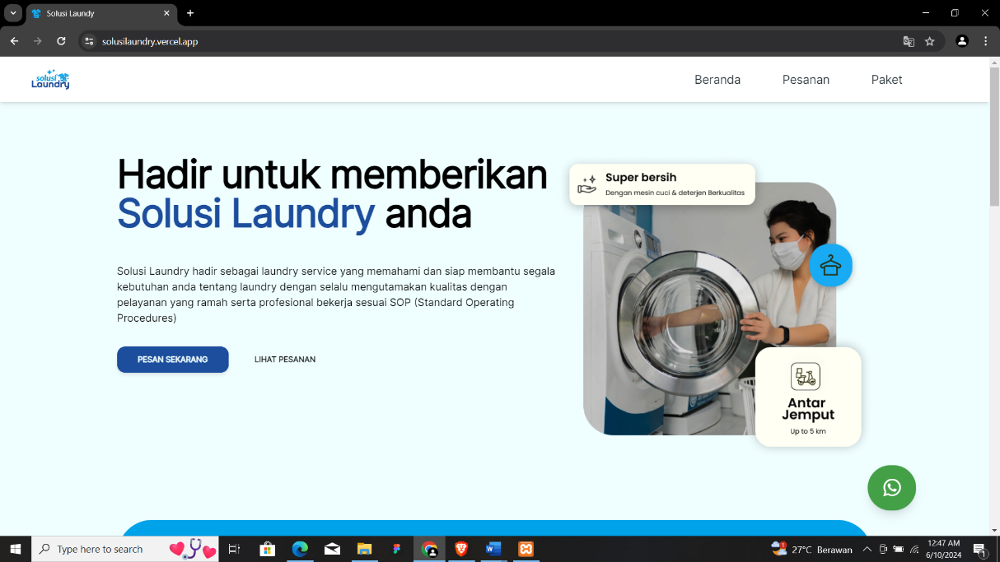 Solusi Laundy
solusilaundry.vercel.app
solusi
Laundry
Beranda
Pesanan
Paket
Hadir untuk memberikan
Solusi Laundry anda
Solusi Laundry hadir sebagai laundry service yang memahami dan siap membantu segala
kebutuhan anda tentang laundry dengan selalu mengutamakan kualitas dengan
pelayanan yang ramah serta profesional bekerja sesuai SOP (Standard Operating
Procedures)
PESAN SEKARANG
LIHAT PESANAN
Super bersih
Dengan mesin cuci & deterjen Berkualitas
Antar
Jemput
Up to 5 km
Type here to search
27°C Berawan
12:47 AM
6/10/2024